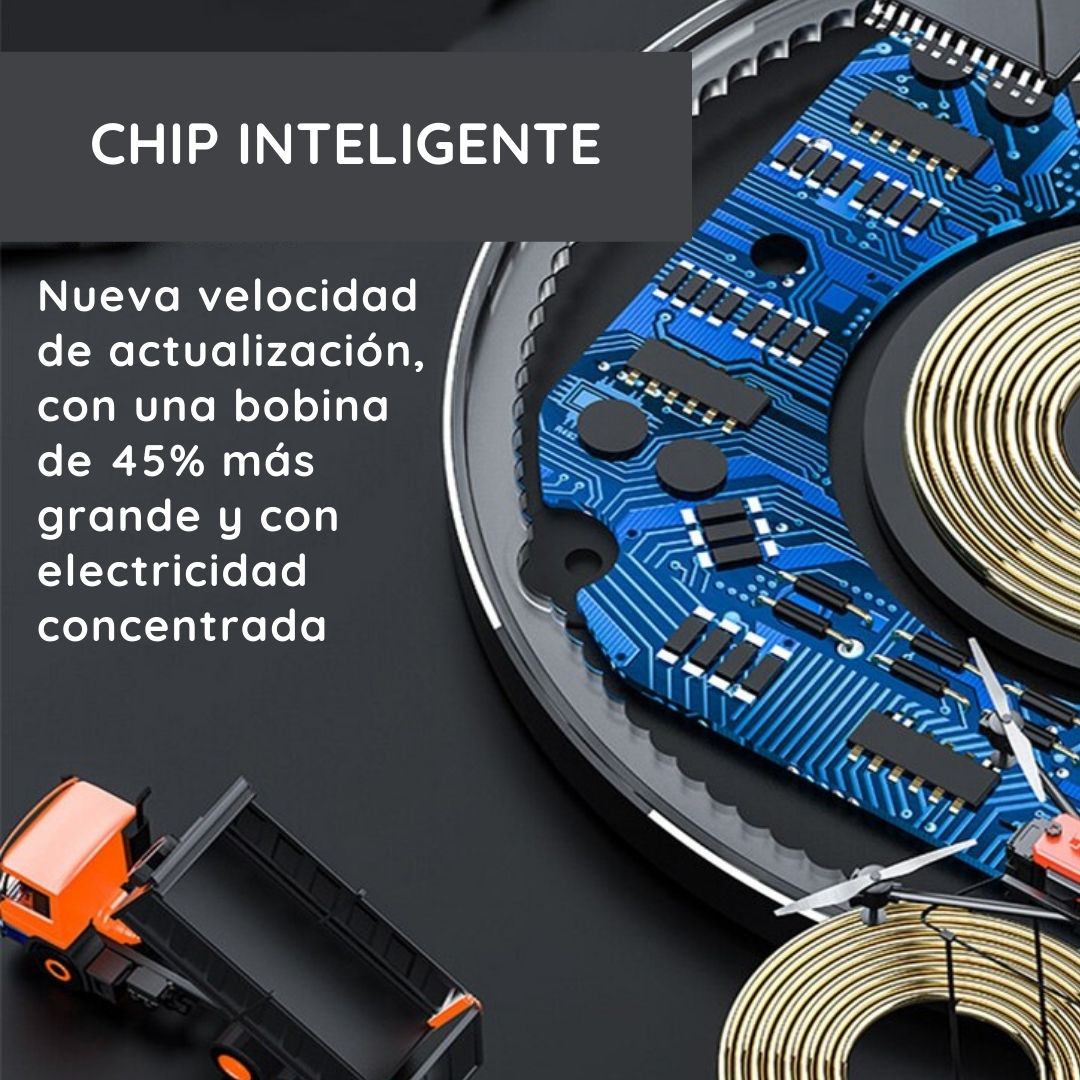 CHIP INTELIGENTE
Nueva velocidad
de actualización,
con una bobina
de 45% más
grande y con
electricidad
concentrada